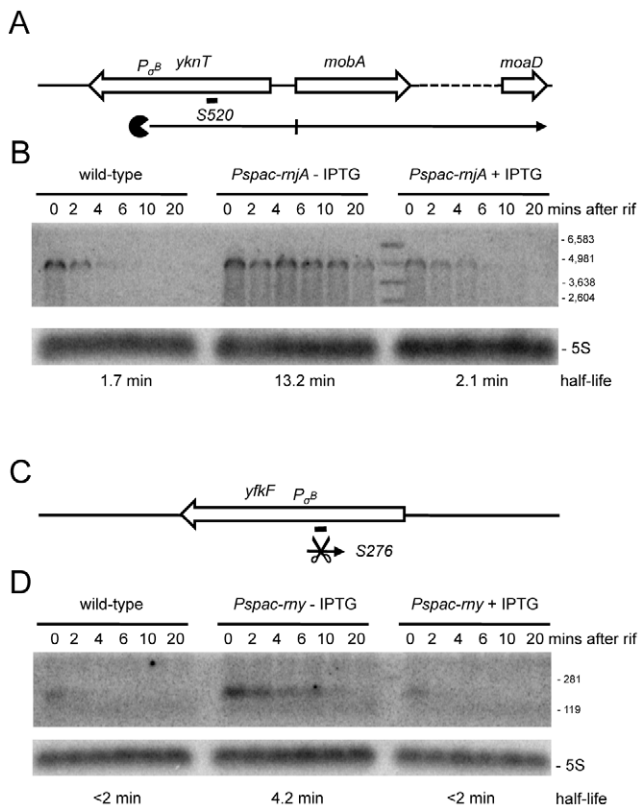 A
PσB yknT mobA moaD
S520
B
wild-type Pspac-rnjA - IPTG Pspac-rnjA + IPTG
0 2 4 6 10 20 0 2 4 6 10 20 0 2 4 6 10 20 mins after rif
- 6,583
- 4,981
- 3,638
- 2,604
- 5S
1.7 min 13.2 min 2.1 min half-life
C
yfkF PσB
S276
D
wild-type Pspac-rny - IPTG Pspac-rny + IPTG
0 2 4 6 10 20 0 2 4 6 10 20 0 2 4 6 10 20 mins after rif
- 281
- 119
- 5S
<2 min 4.2 min <2 min half-life